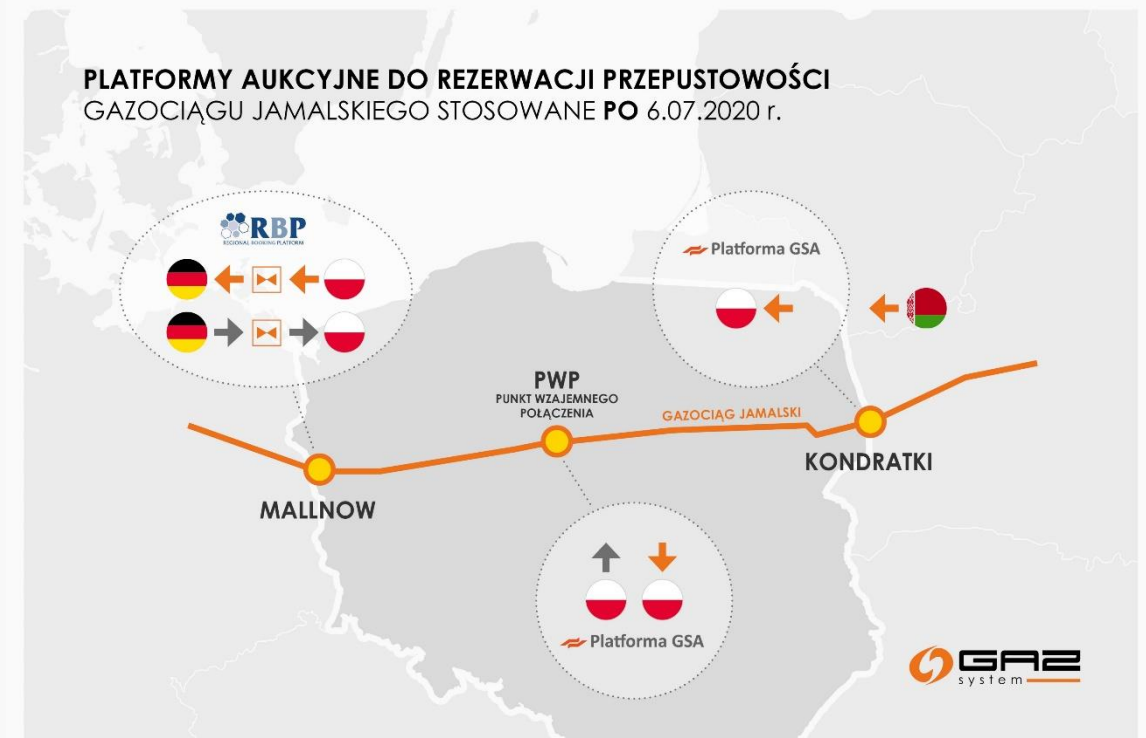 PLATFORMY AUKCYJNE DO REZERWACJI PRZEPUSTOWOŚCI
GAZOCIĄGU JAMALSKIEGO STOSOWANE PO 6.07.2020 r.
RBP
REGIONAL BOOKING PLATFORM
Platforma GSA
PWP
PUNKT WZAJEMNEGO
POŁĄCZENIA
GAZOCIĄG JAMALSKI
KONDRATKI
MALLNOW
Platforma GSA
GAZ
system